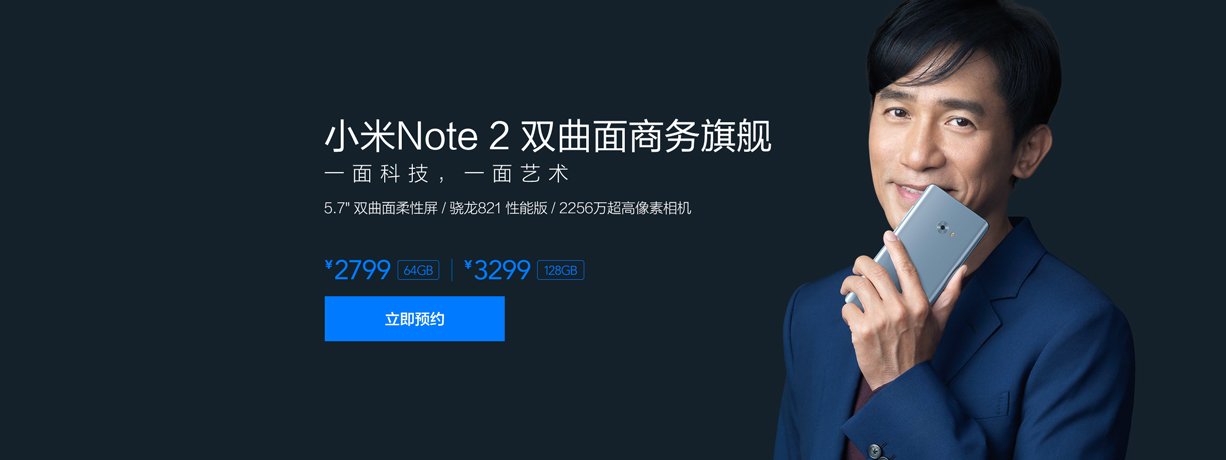 小米Note 2 双曲面商务旗舰
一面科技，一面艺术
5.7" 双曲面柔性屏 / 骁龙821 性能版 / 2256万超高像素相机
¥2799 64GB | ¥3299 128GB
立即预约